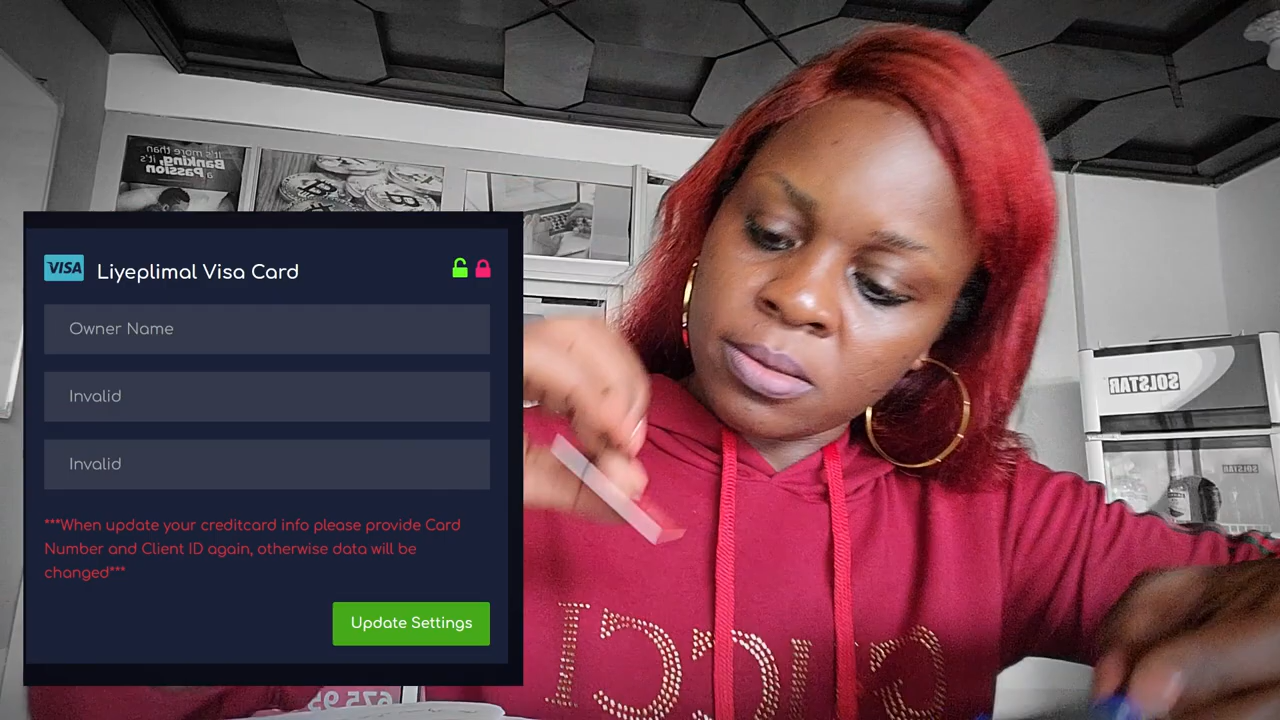 it's more than
Banking,
it's
a
Passion
VISA
Liyeplimal Visa Card
Owner Name
Invalid
Invalid
***When update your creditcard info please provide Card
Number and Client ID again, otherwise data will be
changed***
Update Settings
SOLSTAR
SOLSTAR
GUCCI